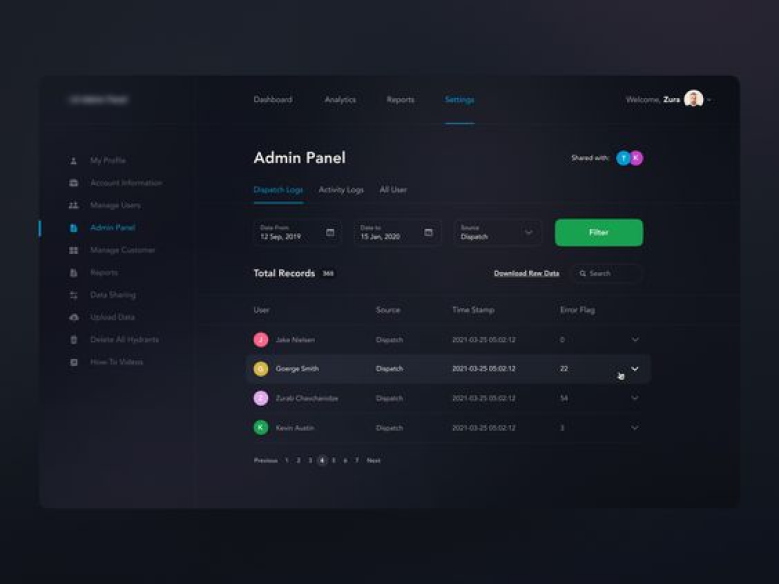 Dashboard Analytics Reports Settings
Welcome, Zura
My Profile
Account Information
Manage Users
Admin Panel
Manage Customer
Reports
Data Sharing
Upload Data
Delete All Hydrants
How-To Videos
Admin Panel
Shared with: T K
Dispatch Logs Activity Logs All User
Date From
12 Sep, 2019
Date to
15 Jan, 2020
Source
Dispatch
Filter
Total Records 368
Download Raw Data
Search
User Source Time Stamp Error Flag
J Jake Nielsen Dispatch 2021-03-25 05:02:12 0
G Goerge Smith Dispatch 2021-03-25 05:02:12 22
Z Zurab Chavchanidze Dispatch 2021-03-25 05:02:12 54
K Kevin Austin Dispatch 2021-03-25 05:02:12 3
Previous 1 2 3 4 5 6 7 Next